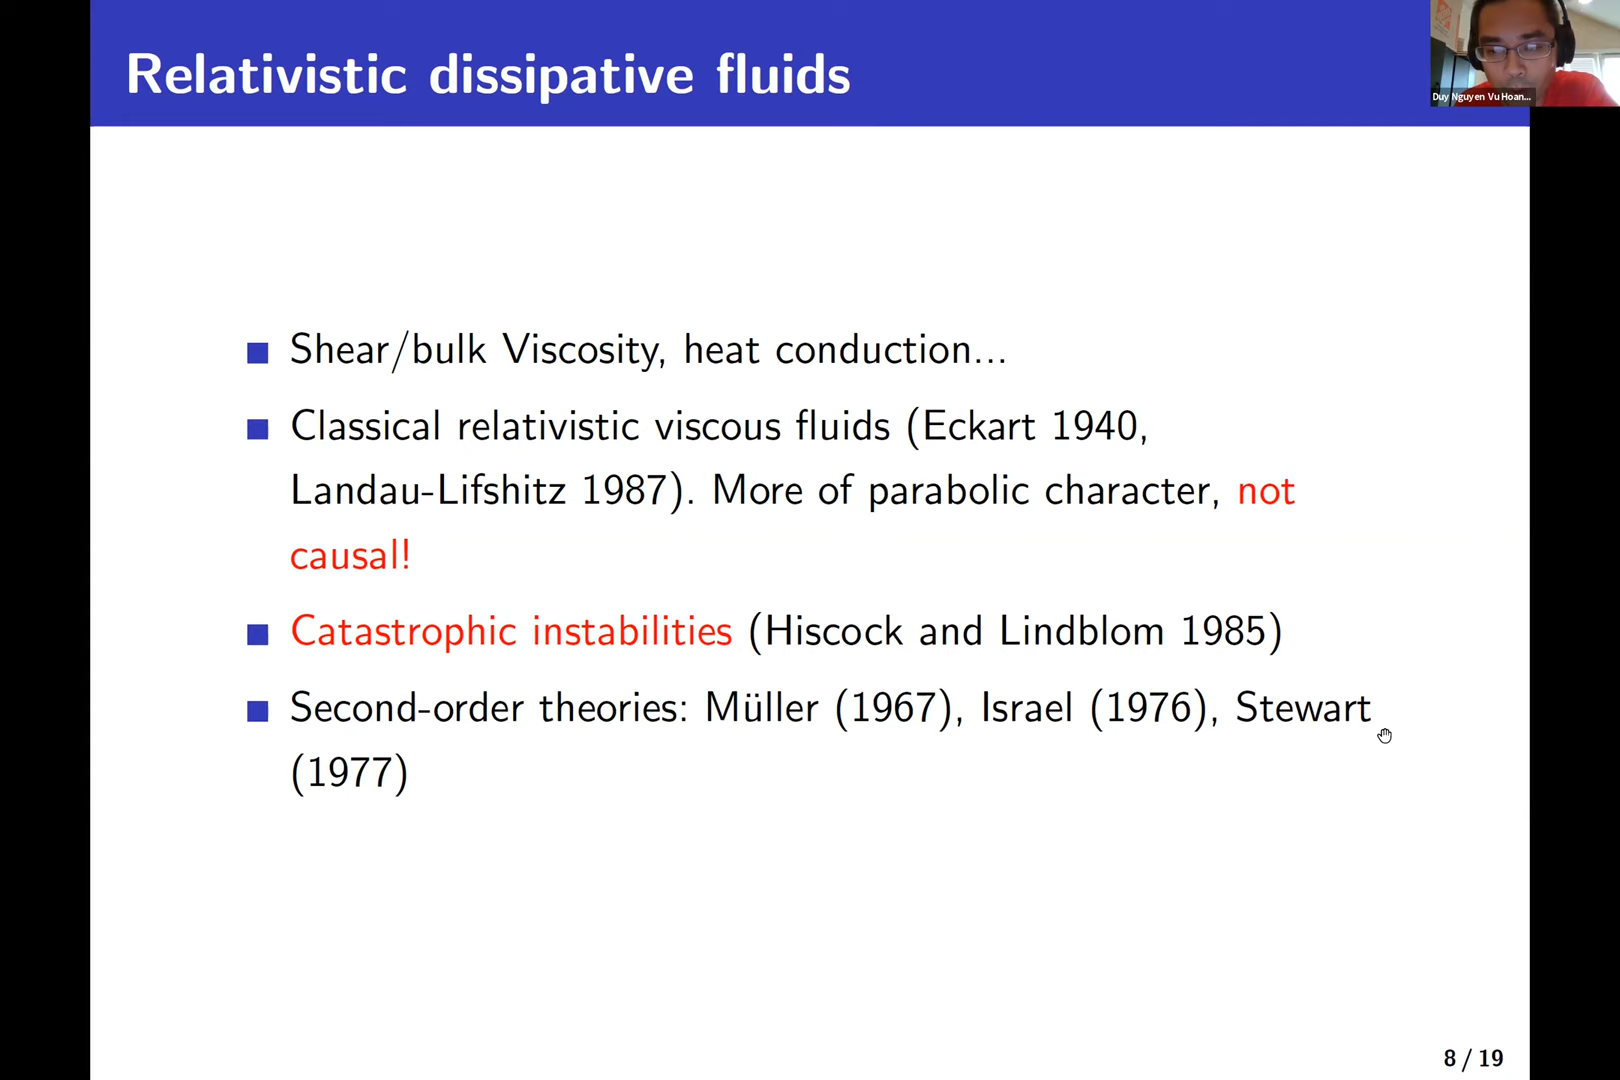 Relativistic dissipative fluids
Duy Nguyen Vu Hoan...
Shear/bulk Viscosity, heat conduction...
Classical relativistic viscous fluids (Eckart 1940,
Landau-Lifshitz 1987). More of parabolic character, not
causal!
Catastrophic instabilities (Hiscock and Lindblom 1985)
Second-order theories: Müller (1967), Israel (1976), Stewart
(1977)
8 / 19